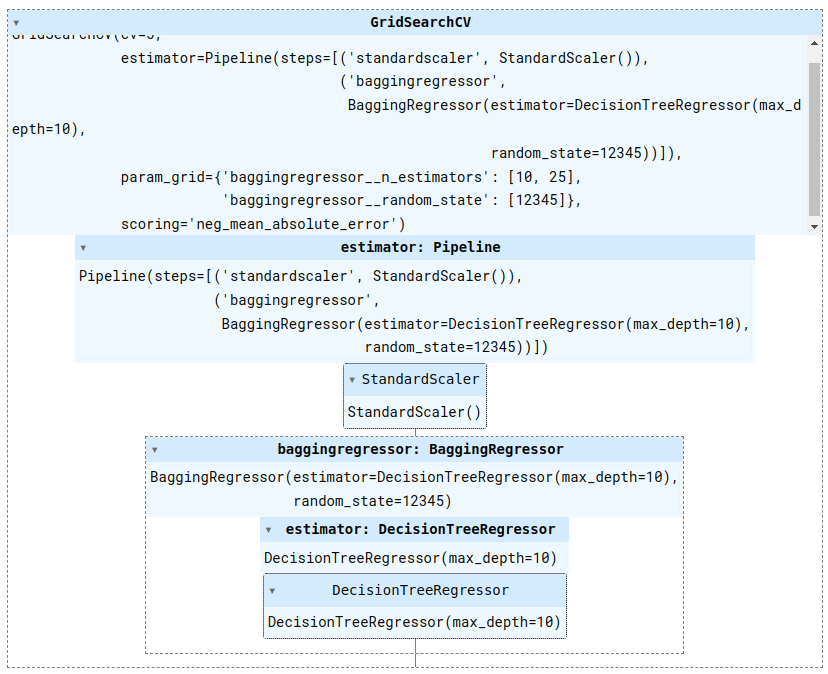 GridSearchCV
GridSearchCV(cv=5,
estimator=Pipeline(steps=[('standardscaler', StandardScaler()),
('baggingregressor',
BaggingRegressor(estimator=DecisionTreeRegressor(max_d
epth=10),
random_state=12345))]),
param_grid={'baggingregressor__n_estimators': [10, 25],
'baggingregressor__random_state': [12345]},
scoring='neg_mean_absolute_error')
estimator: Pipeline
Pipeline(steps=[('standardscaler', StandardScaler()),
('baggingregressor',
BaggingRegressor(estimator=DecisionTreeRegressor(max_depth=10),
random_state=12345))])
StandardScaler
StandardScaler()
baggingregressor: BaggingRegressor
BaggingRegressor(estimator=DecisionTreeRegressor(max_depth=10),
random_state=12345)
estimator: DecisionTreeRegressor
DecisionTreeRegressor(max_depth=10)
DecisionTreeRegressor
DecisionTreeRegressor(max_depth=10)